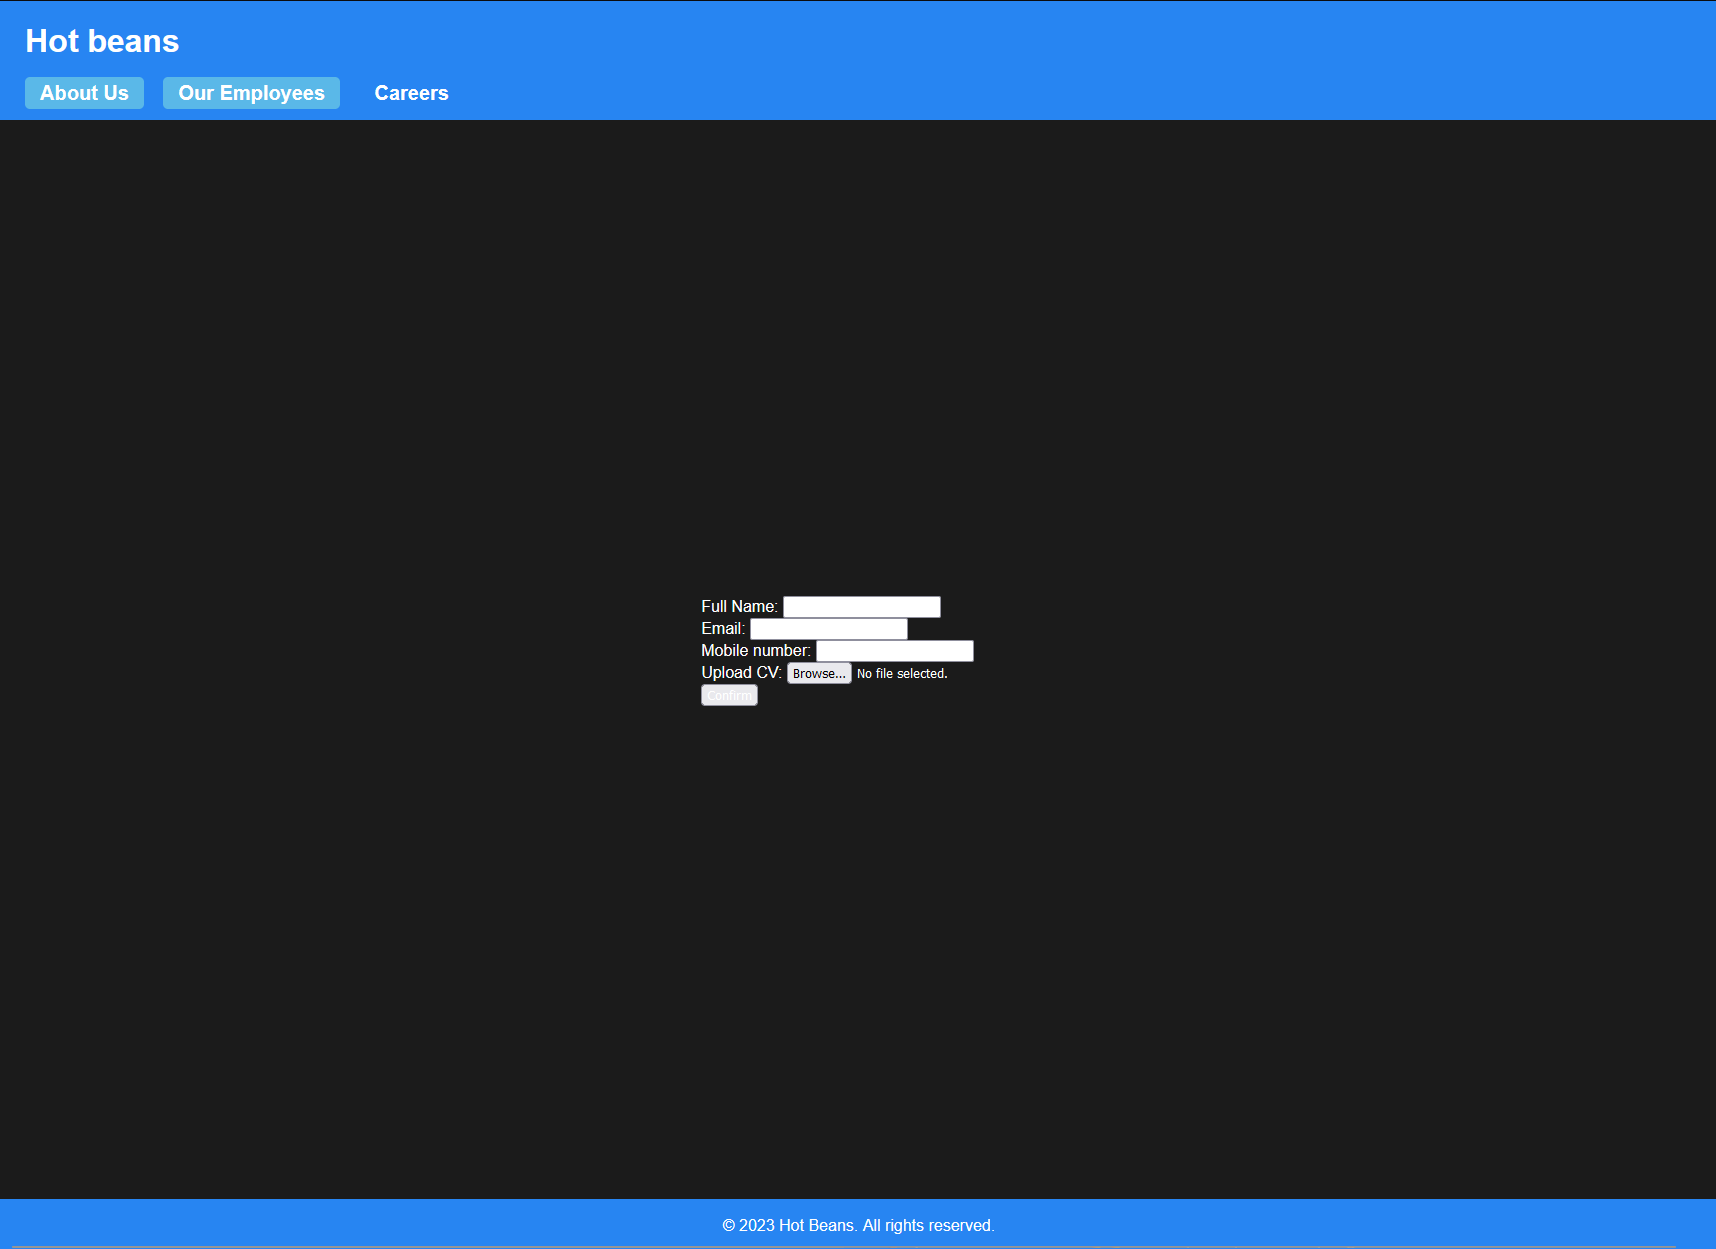 Hot beans
About Us Our Employees Careers
Full Name:
Email:
Mobile number:
Upload CV: Browse... No file selected.
Confirm
© 2023 Hot Beans. All rights reserved.